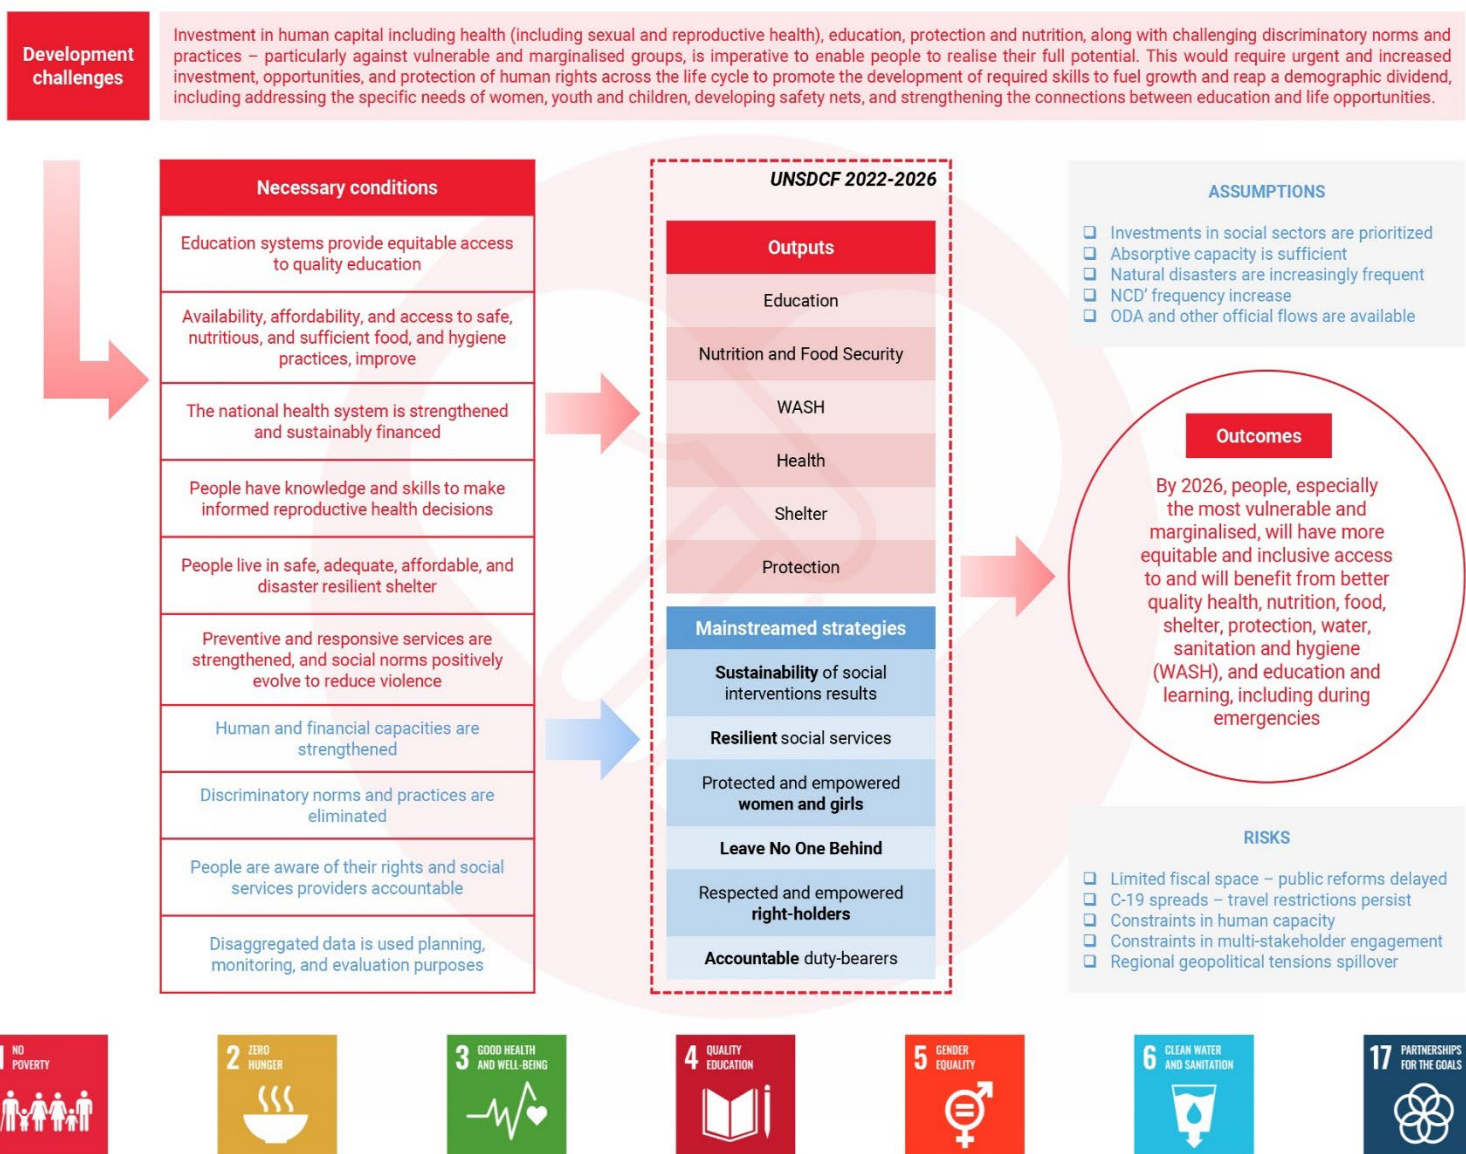 Development
challenges
Investment in human capital including health (including sexual and reproductive health), education, protection and nutrition, along with challenging discriminatory norms and
practices – particularly against vulnerable and marginalised groups, is imperative to enable people to realise their full potential. This would require urgent and increased
investment, opportunities, and protection of human rights across the life cycle to promote the development of required skills to fuel growth and reap a demographic dividend,
including addressing the specific needs of women, youth and children, developing safety nets, and strengthening the connections between education and life opportunities.
Necessary conditions
Education systems provide equitable access
to quality education
Availability, affordability, and access to safe,
nutritious, and sufficient food, and hygiene
practices, improve
The national health system is strengthened
and sustainably financed
People have knowledge and skills to make
informed reproductive health decisions
People live in safe, adequate, affordable, and
disaster resilient shelter
Preventive and responsive services are
strengthened, and social norms positively
evolve to reduce violence
Human and financial capacities are
strengthened
Discriminatory norms and practices are
eliminated
People are aware of their rights and social
services providers accountable
Disaggregated data is used planning,
monitoring, and evaluation purposes
UNSDCF 2022-2026
Outputs
Education
Nutrition and Food Security
WASH
Health
Shelter
Protection
Mainstreamed strategies
Sustainability of social
interventions results
Resilient social services
Protected and empowered
women and girls
Leave No One Behind
Respected and empowered
right-holders
Accountable duty-bearers
ASSUMPTIONS
Investments in social sectors are prioritized
Absorptive capacity is sufficient
Natural disasters are increasingly frequent
NCD' frequency increase
ODA and other official flows are available
Outcomes
By 2026, people, especially
the most vulnerable and
marginalised, will have more
equitable and inclusive access
to and will benefit from better
quality health, nutrition, food,
shelter, protection, water,
sanitation and hygiene
(WASH), and education and
learning, including during
emergencies
RISKS
Limited fiscal space – public reforms delayed
C-19 spreads – travel restrictions persist
Constraints in human capacity
Constraints in multi-stakeholder engagement
Regional geopolitical tensions spillover
1 NO
POVERTY
2 ZERO
HUNGER
3 GOOD HEALTH
AND WELL-BEING
4 QUALITY
EDUCATION
5 GENDER
EQUALITY
6 CLEAN WATER
AND SANITATION
17 PARTNERSHIPS
FOR THE GOALS